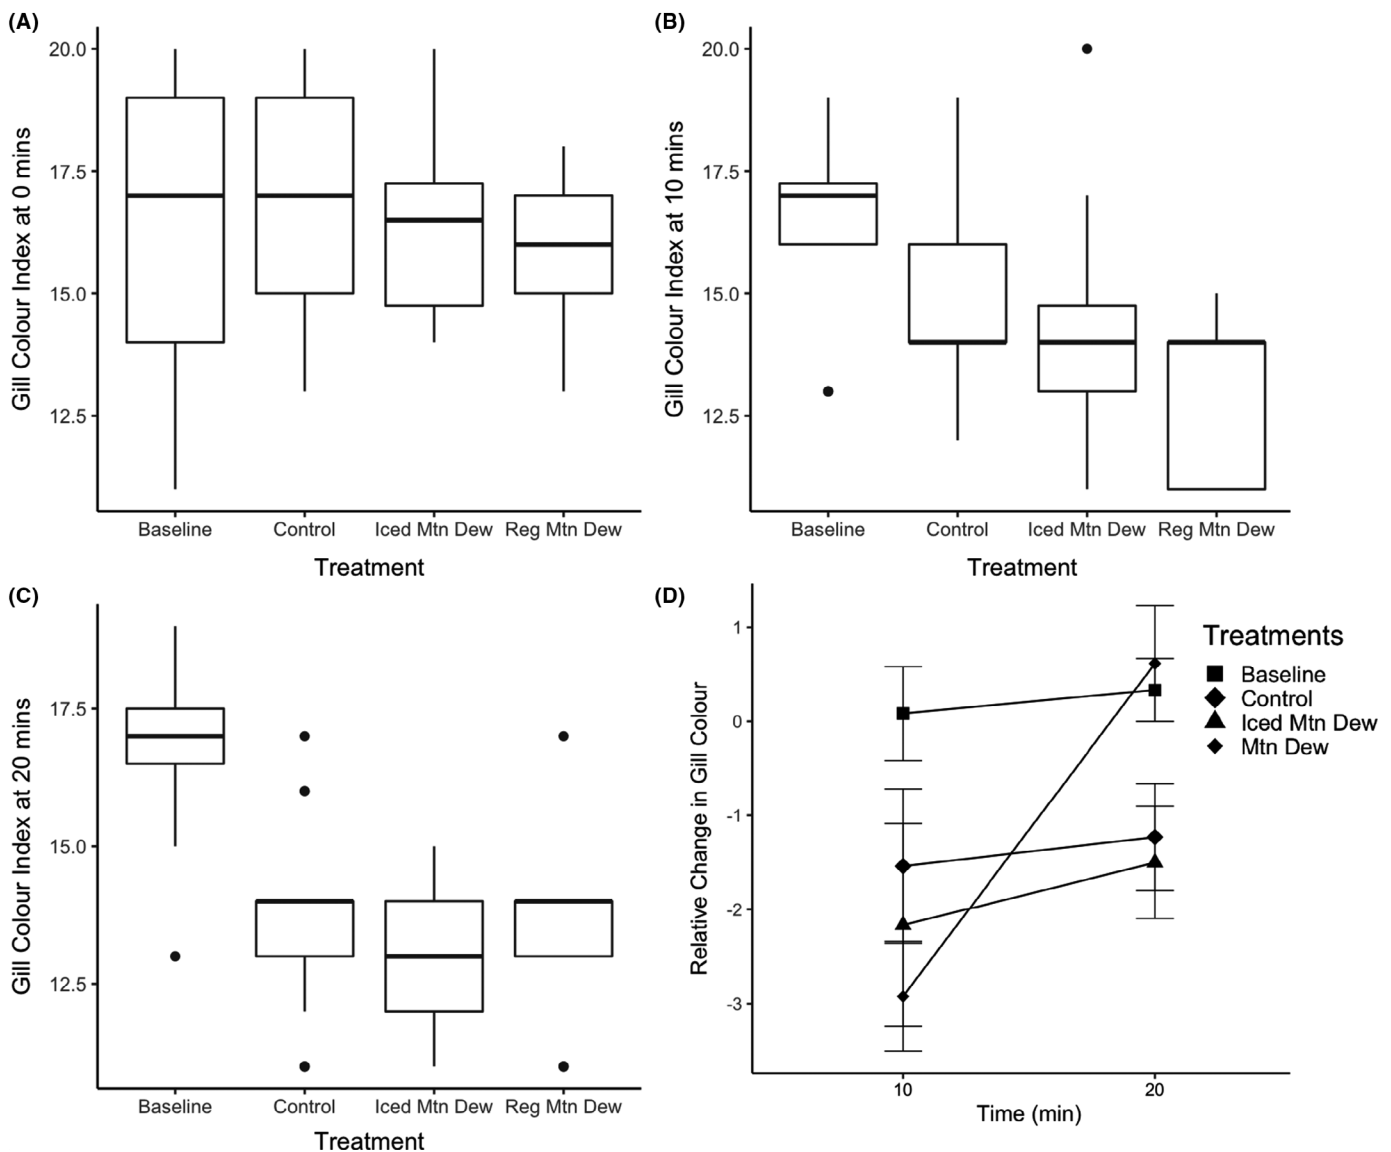 (A)
Gill Colour Index at 0 mins
20.0
17.5
15.0
12.5
Baseline
Control
Iced Mtn Dew
Reg Mtn Dew
Treatment
(B)
Gill Colour Index at 10 mins
20.0
17.5
15.0
12.5
Baseline
Control
Iced Mtn Dew
Reg Mtn Dew
Treatment
(C)
Gill Colour Index at 20 mins
17.5
15.0
12.5
Baseline
Control
Iced Mtn Dew
Reg Mtn Dew
Treatment
(D)
Relative Change in Gill Colour
1
0
-1
-2
-3
10
20
Time (min)
Treatments
Baseline
Control
Iced Mtn Dew
Mtn Dew